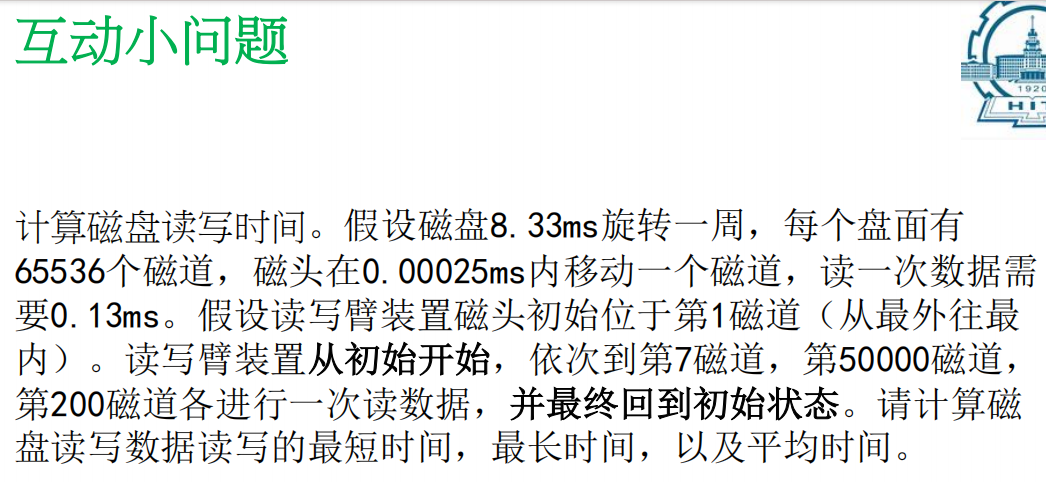 互动小问题
1920
HIT
计算磁盘读写时间。假设磁盘8.33ms旋转一周，每个盘面有
65536个磁道，磁头在0.00025ms内移动一个磁道，读一次数据需
要0.13ms。假设读写臂装置磁头初始位于第1磁道（从最外往最
内）。读写臂装置从初始开始，依次到第7磁道，第50000磁道，
第200磁道各进行一次读数据，并最终回到初始状态。请计算磁
盘读写数据读写的最短时间，最长时间，以及平均时间。